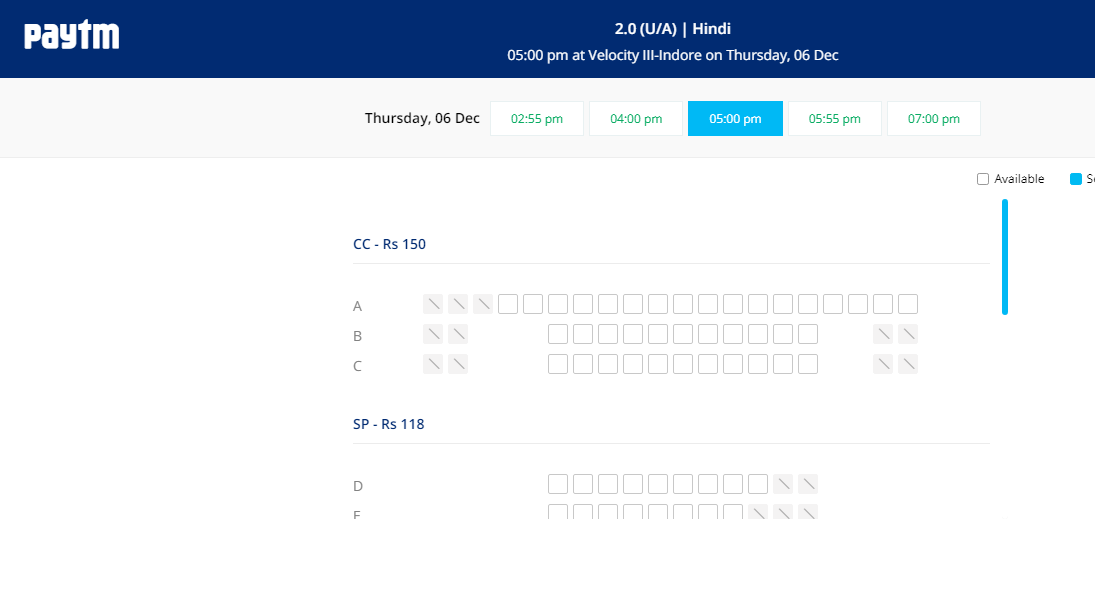 paytm
2.0 (U/A) | Hindi
05:00 pm at Velocity III-Indore on Thursday, 06 Dec
Thursday, 06 Dec 02:55 pm 04:00 pm 05:00 pm 05:55 pm 07:00 pm
Available
CC - Rs 150
A
B
C
SP - Rs 118
D